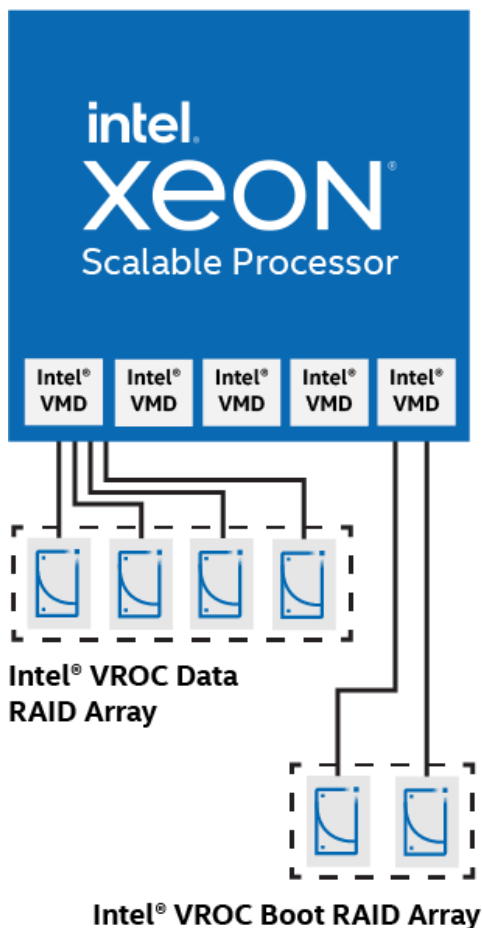 intel.
xeon®
Scalable Processor
Intel® Intel® Intel® Intel® Intel®
VMD VMD VMD VMD VMD
Intel® VROC Data
RAID Array
Intel® VROC Boot RAID Array